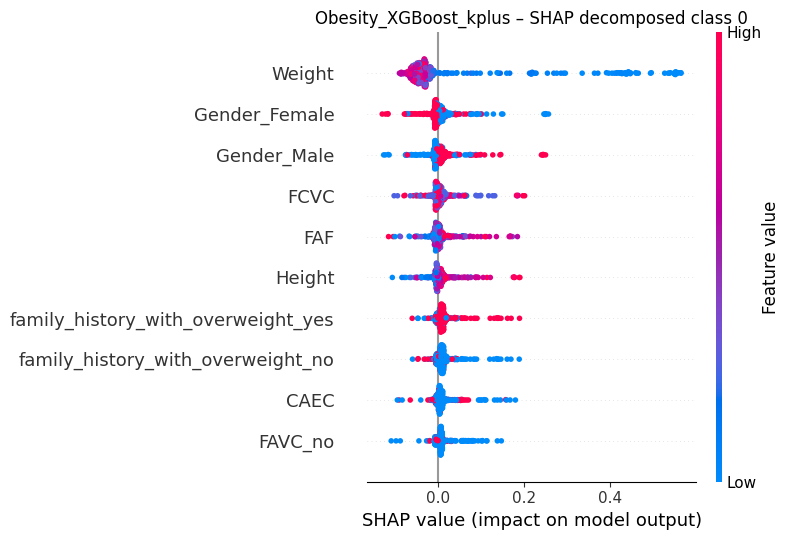 Obesity_XGBoost_kplus – SHAP decomposed class 0
High
Weight
Gender_Female
Gender_Male
FCVC
FAF
Height
family_history_with_overweight_yes
family_history_with_overweight_no
CAEC
FAVC_no
Feature value
Low
0.0 0.2 0.4
SHAP value (impact on model output)